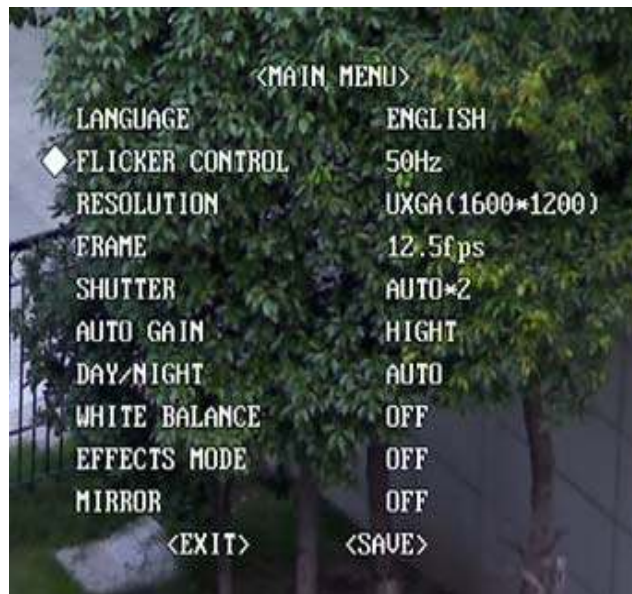 <MAIN MENU>
LANGUAGE ENGLISH
FLICKER CONTROL 50Hz
RESOLUTION UXGA(1600*1200)
FRAME 12.5fps
SHUTTER AUTO*2
AUTO GAIN HIGHT
DAY/NIGHT AUTO
WHITE BALANCE OFF
EFFECTS MODE OFF
MIRROR OFF
<EXIT> <SAVE>